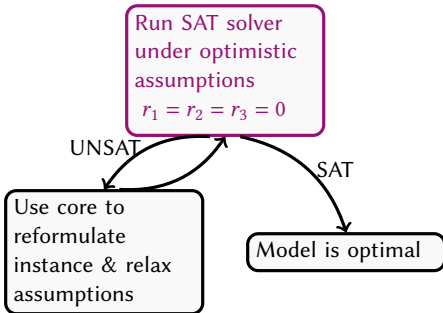 Run SAT solver
under optimistic
assumptions
r₁ = r₂ = r₃ = 0
UNSAT
SAT
Use core to
reformulate
instance & relax
assumptions
Model is optimal